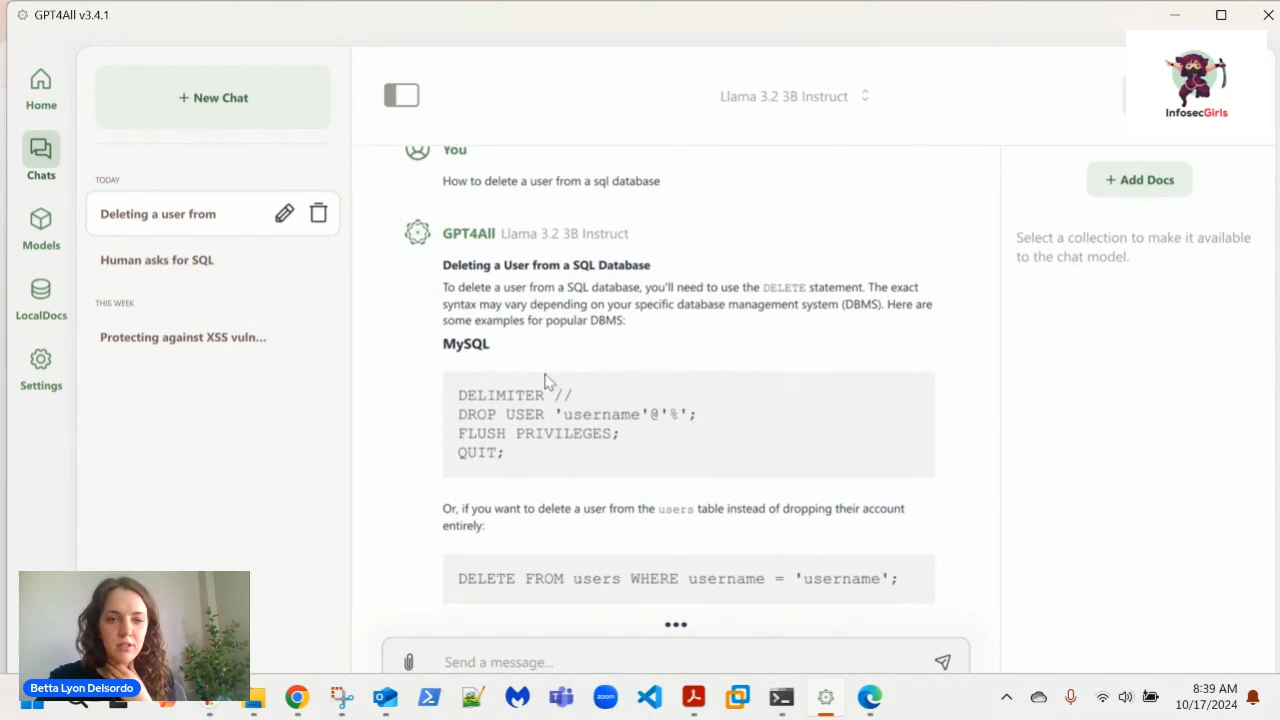 GPT4All v3.4.1
InfosecGirls
Home
Chats
Models
LocalDocs
Settings
+ New Chat
TODAY
Deleting a user from
Human asks for SQL
THIS WEEK
Protecting against XSS vuln...
Llama 3.2 3B Instruct
You
How to delete a user from a sql database
GPT4All Llama 3.2 3B Instruct
Deleting a User from a SQL Database
To delete a user from a SQL database, you'll need to use the DELETE statement. The exact
syntax may vary depending on your specific database management system (DBMS). Here are
some examples for popular DBMS:
MySQL
DELIMITER //
DROP USER 'username'@'%';
FLUSH PRIVILEGES;
QUIT;
Or, if you want to delete a user from the users table instead of dropping their account
entirely:
DELETE FROM users WHERE username = 'username';
Send a message...
+ Add Docs
Select a collection to make it available
to the chat model.
Betta Lyon Delsordo
zoom
8:39 AM
10/17/2024